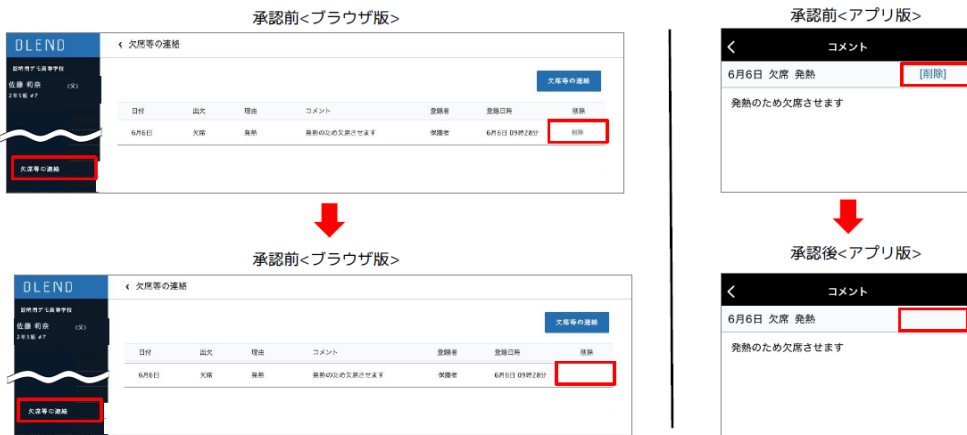 承認前<ブラウザ版>
BLEND
‹ 欠席等の連絡
説明用デモ高等学校
佐藤 莉奈 (父)
2年5組 #7
欠席等の連絡
日付 出欠 理由 コメント 登録者 登録日時 削除
6月6日 欠席 発熱 発熱のため欠席させます 保護者 6月6日 09時28分 削除
欠席等の連絡
承認前<ブラウザ版>
BLEND
‹ 欠席等の連絡
説明用デモ高等学校
佐藤 莉奈 (父)
2年5組 #7
欠席等の連絡
日付 出欠 理由 コメント 登録者 登録日時 削除
6月6日 欠席 発熱 発熱のため欠席させます 保護者 6月6日 09時28分
欠席等の連絡
承認前<アプリ版>
コメント
6月6日 欠席 発熱 [削除]
発熱のため欠席させます
承認後<アプリ版>
コメント
6月6日 欠席 発熱
発熱のため欠席させます